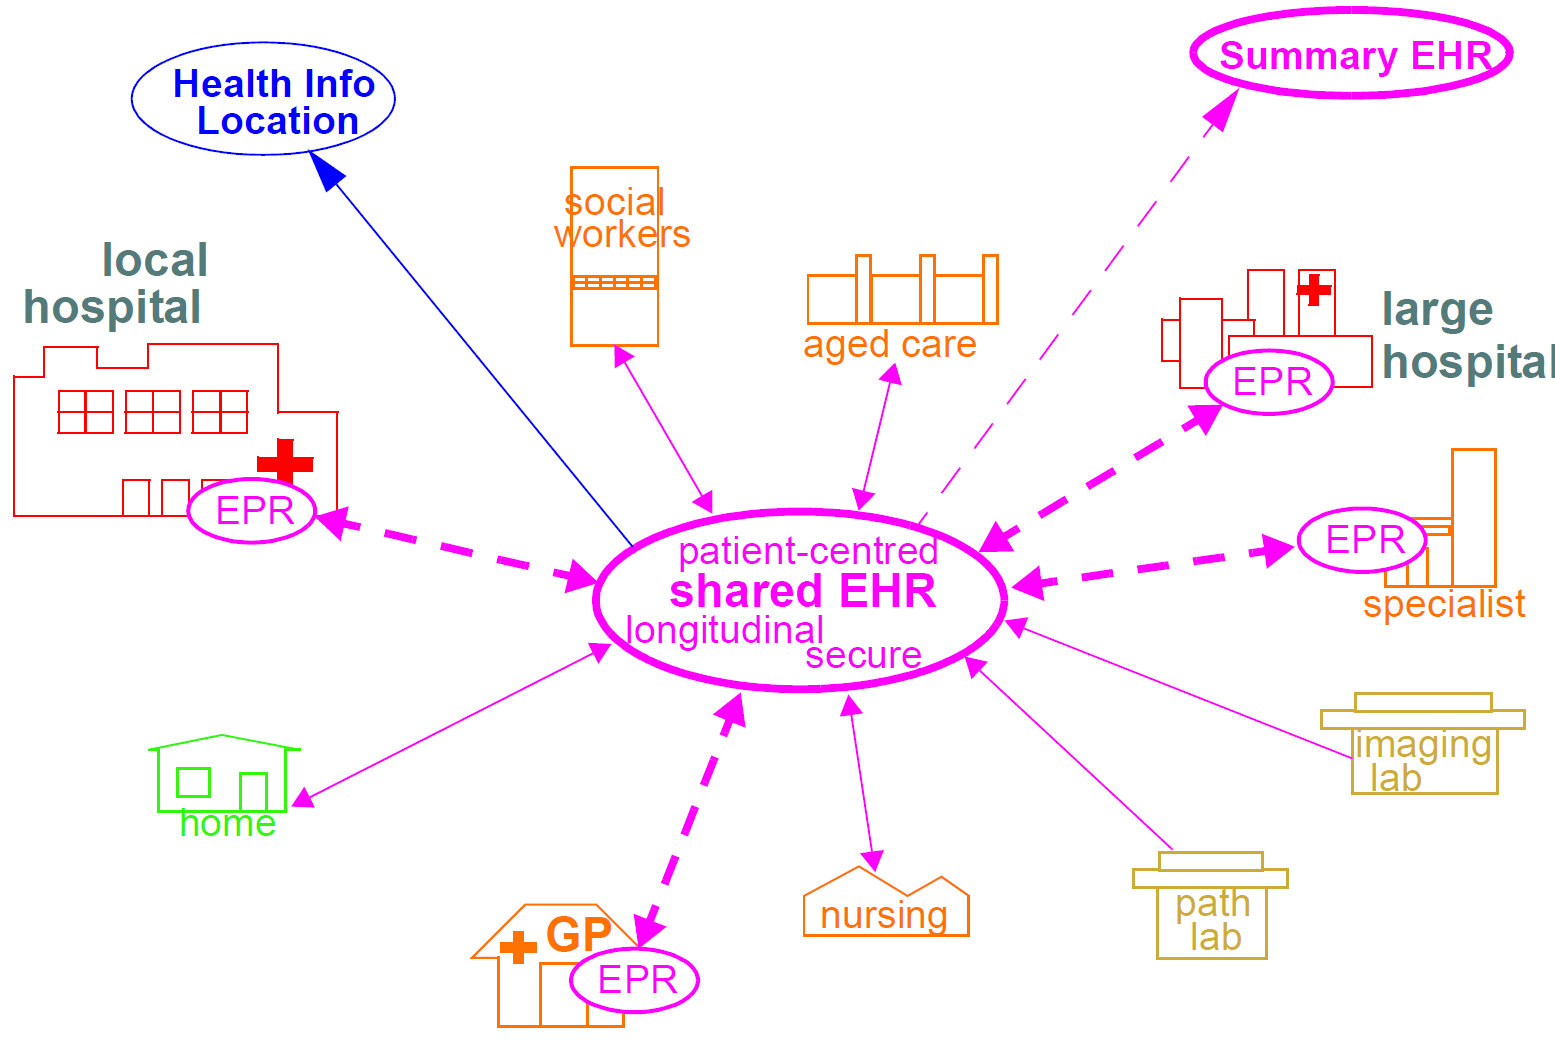 Summary EHR
Health Info
Location
social
workers
local
hospital
aged care
large
hospital
EPR
EPR
EPR
patient-centred
shared EHR
longitudinal
secure
specialist
imaging
lab
home
GP
EPR
nursing
path
lab